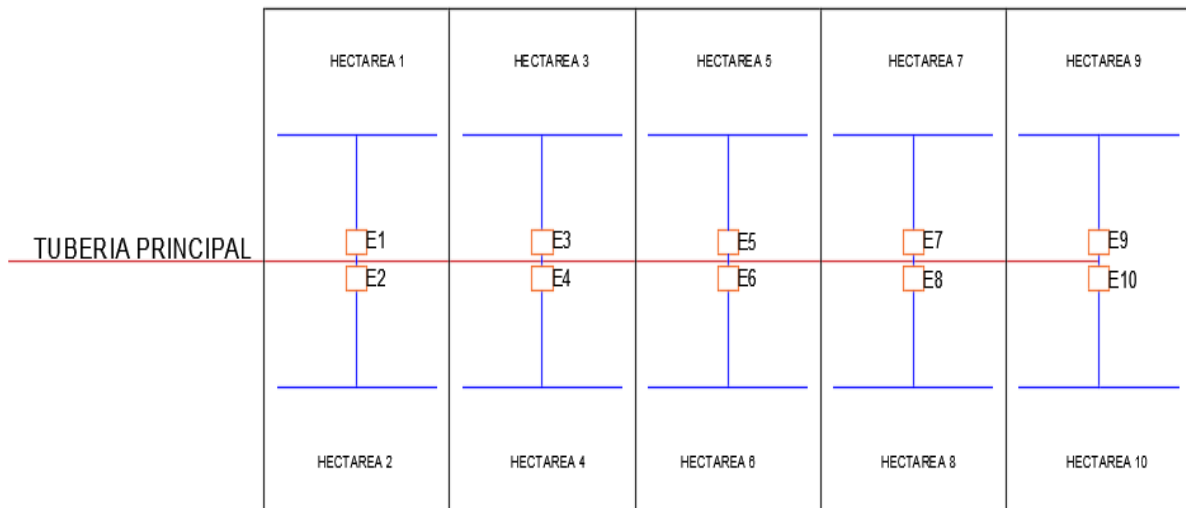 HECTAREA 1
HECTAREA 3
HECTAREA 5
HECTAREA 7
HECTAREA 9
TUBERIA PRINCIPAL
E1
E3
E5
E7
E9
E2
E4
E6
E8
E10
HECTAREA 2
HECTAREA 4
HECTAREA 6
HECTAREA 8
HECTAREA 10